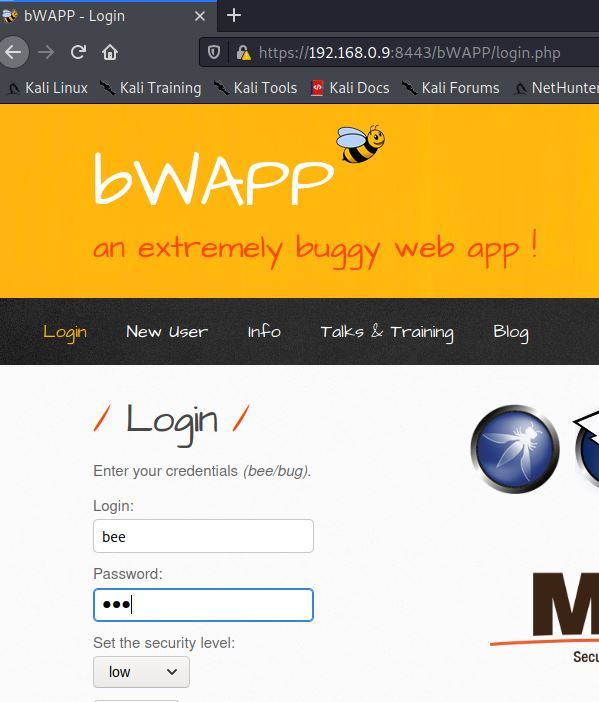 bWAPP - Login
https://192.168.0.9:8443/bWAPP/login.php
Kali Linux Kali Training Kali Tools Kali Docs Kali Forums NetHunte
bWAPP
an extremely buggy web app !
Login New User Info Talks & Training Blog
/ Login /
Enter your credentials (bee/bug).
Login:
bee
Password:
●●●
M
Set the security level:
Secu
low